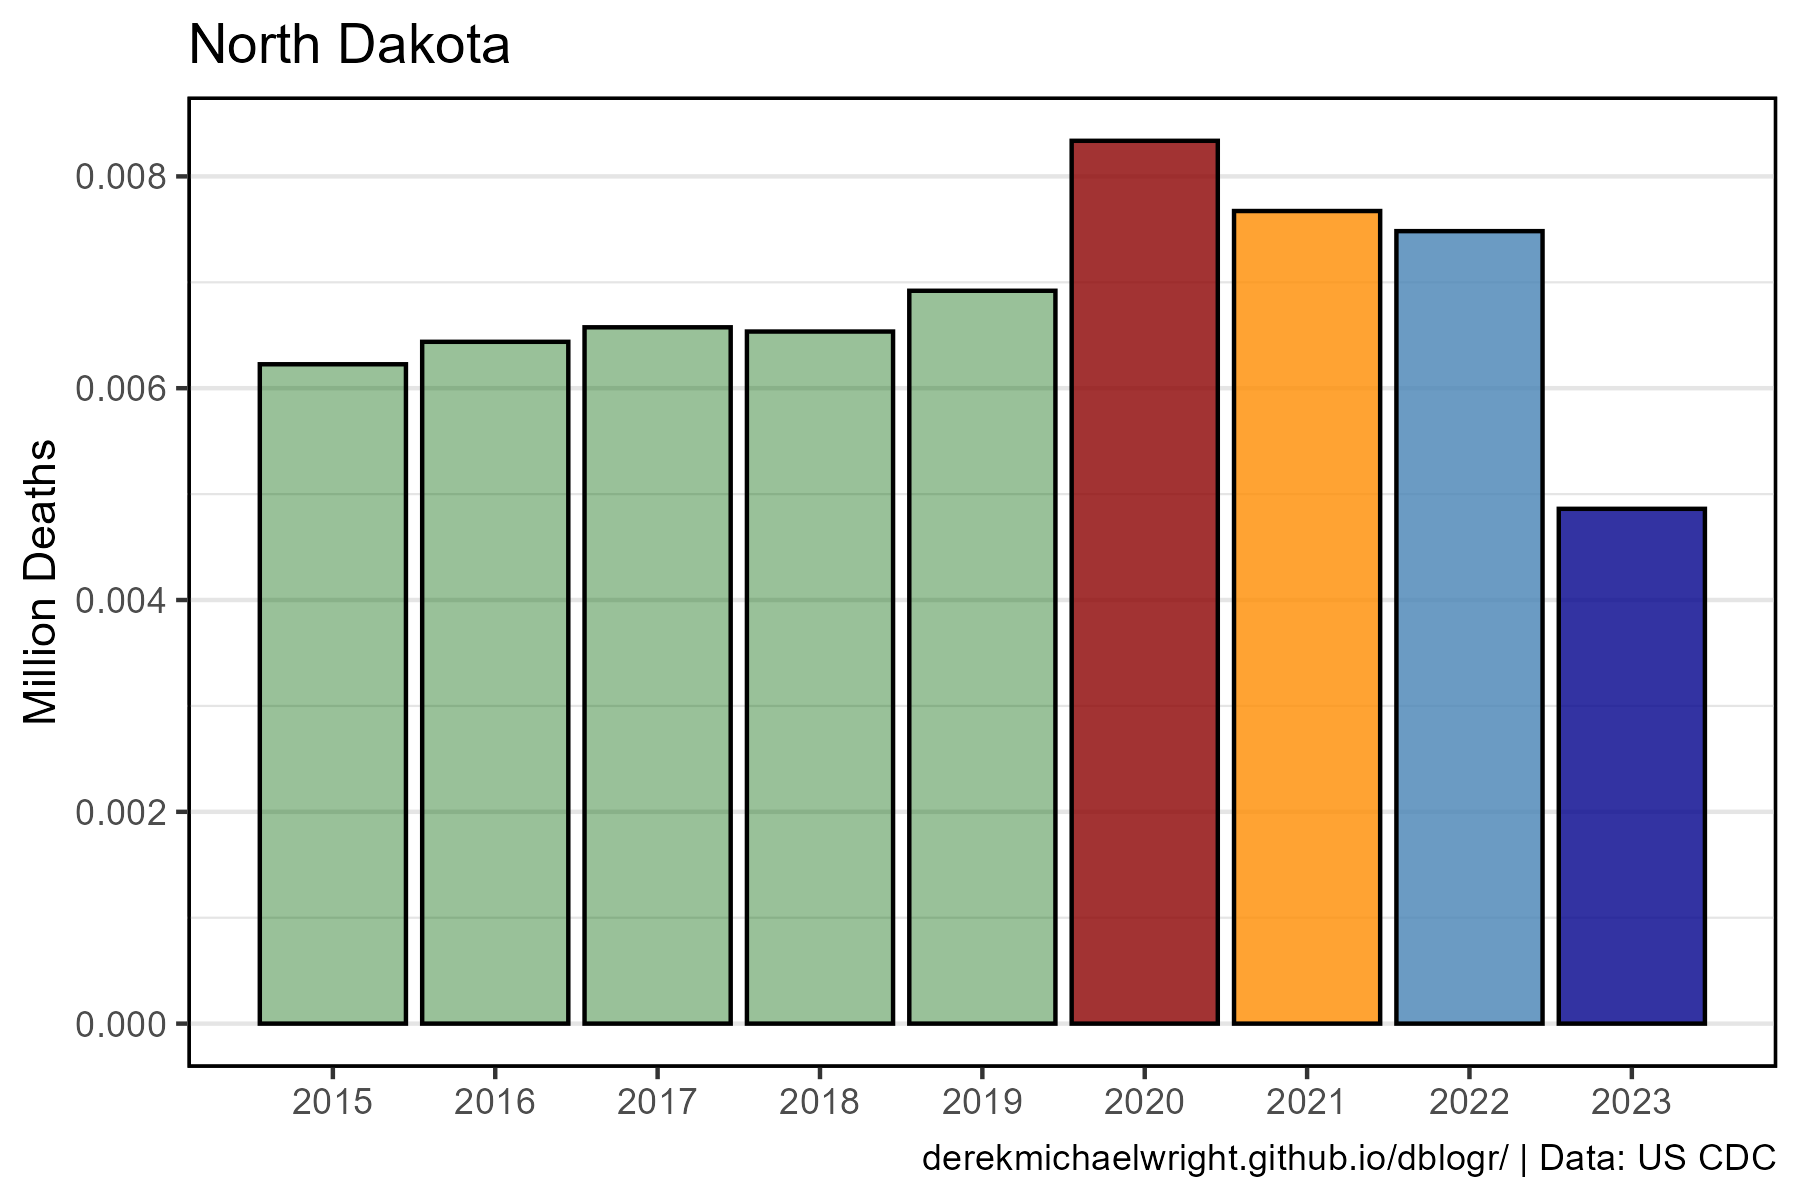 North Dakota
Million Deaths
0.008
0.006
0.004
0.002
0.000
2015 2016 2017 2018 2019 2020 2021 2022 2023
derekmichaelwright.github.io/dblogr/ | Data: US CDC